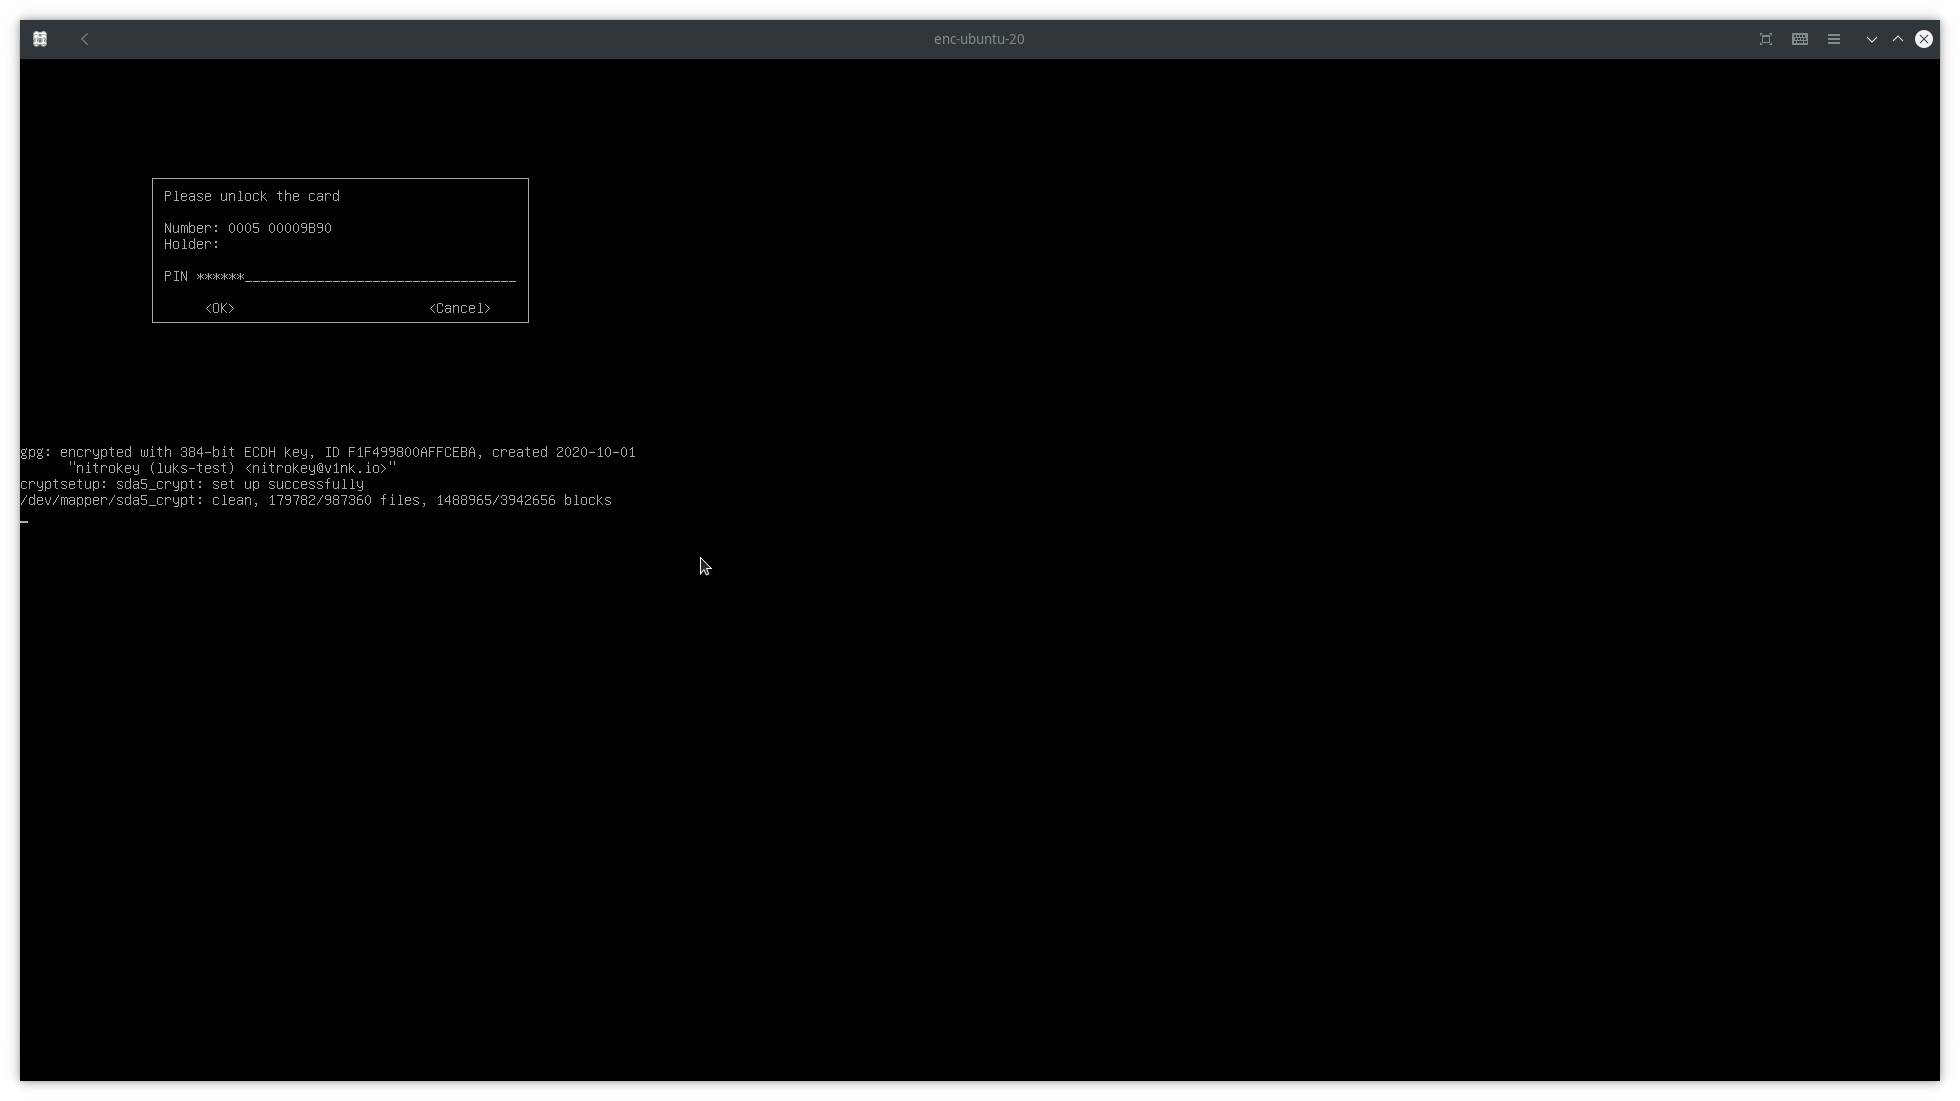 enc-ubuntu-20
Please unlock the card
Number: 0005 00009B90
Holder:
PIN ******__________________________________
<OK> <Cancel>
gpg: encrypted with 384-bit ECDH key, ID F1F499800AFFCEBA, created 2020-10-01
"nitrokey (luks-test) <nitrokey@v1nk.io>"
cryptsetup: sda5_crypt: set up successfully
/dev/mapper/sda5_crypt: clean, 179782/987360 files, 1488965/3942656 blocks
_